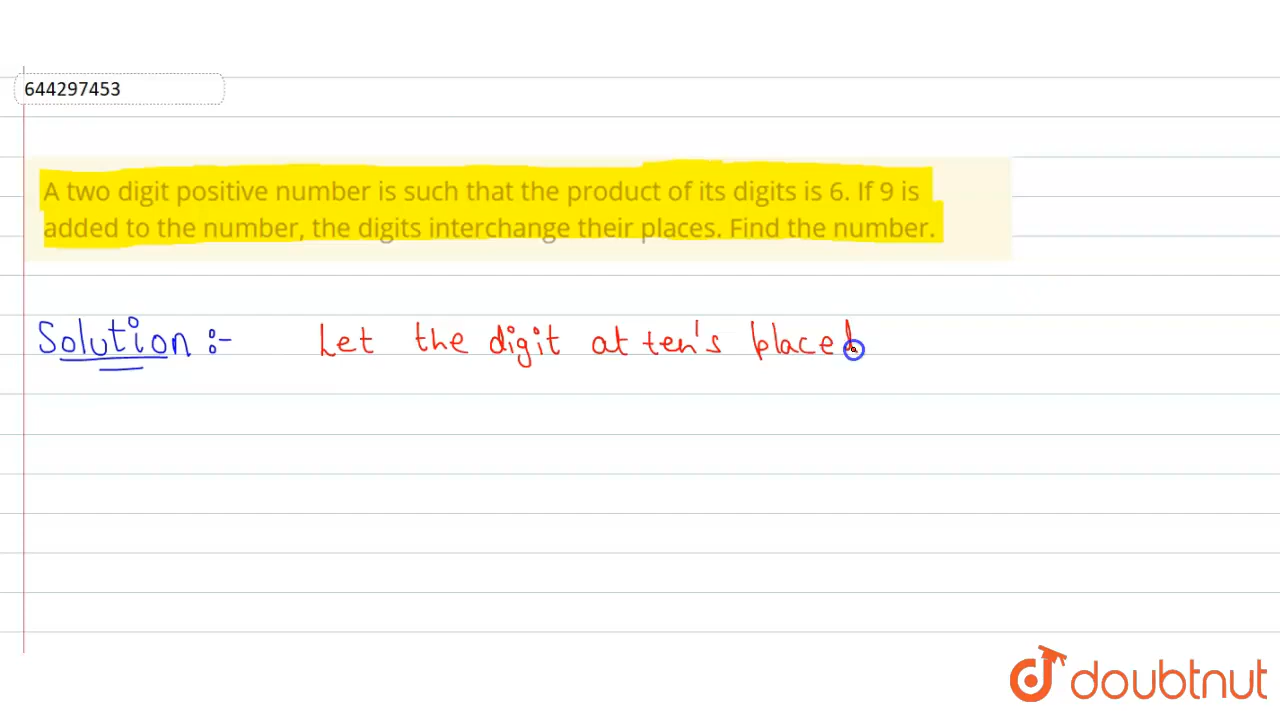 644297453
A two digit positive number is such that the product of its digits is 6. If 9 is
added to the number, the digits interchange their places. Find the number.
Solution :- Let the digit at ten's place
doubtnut